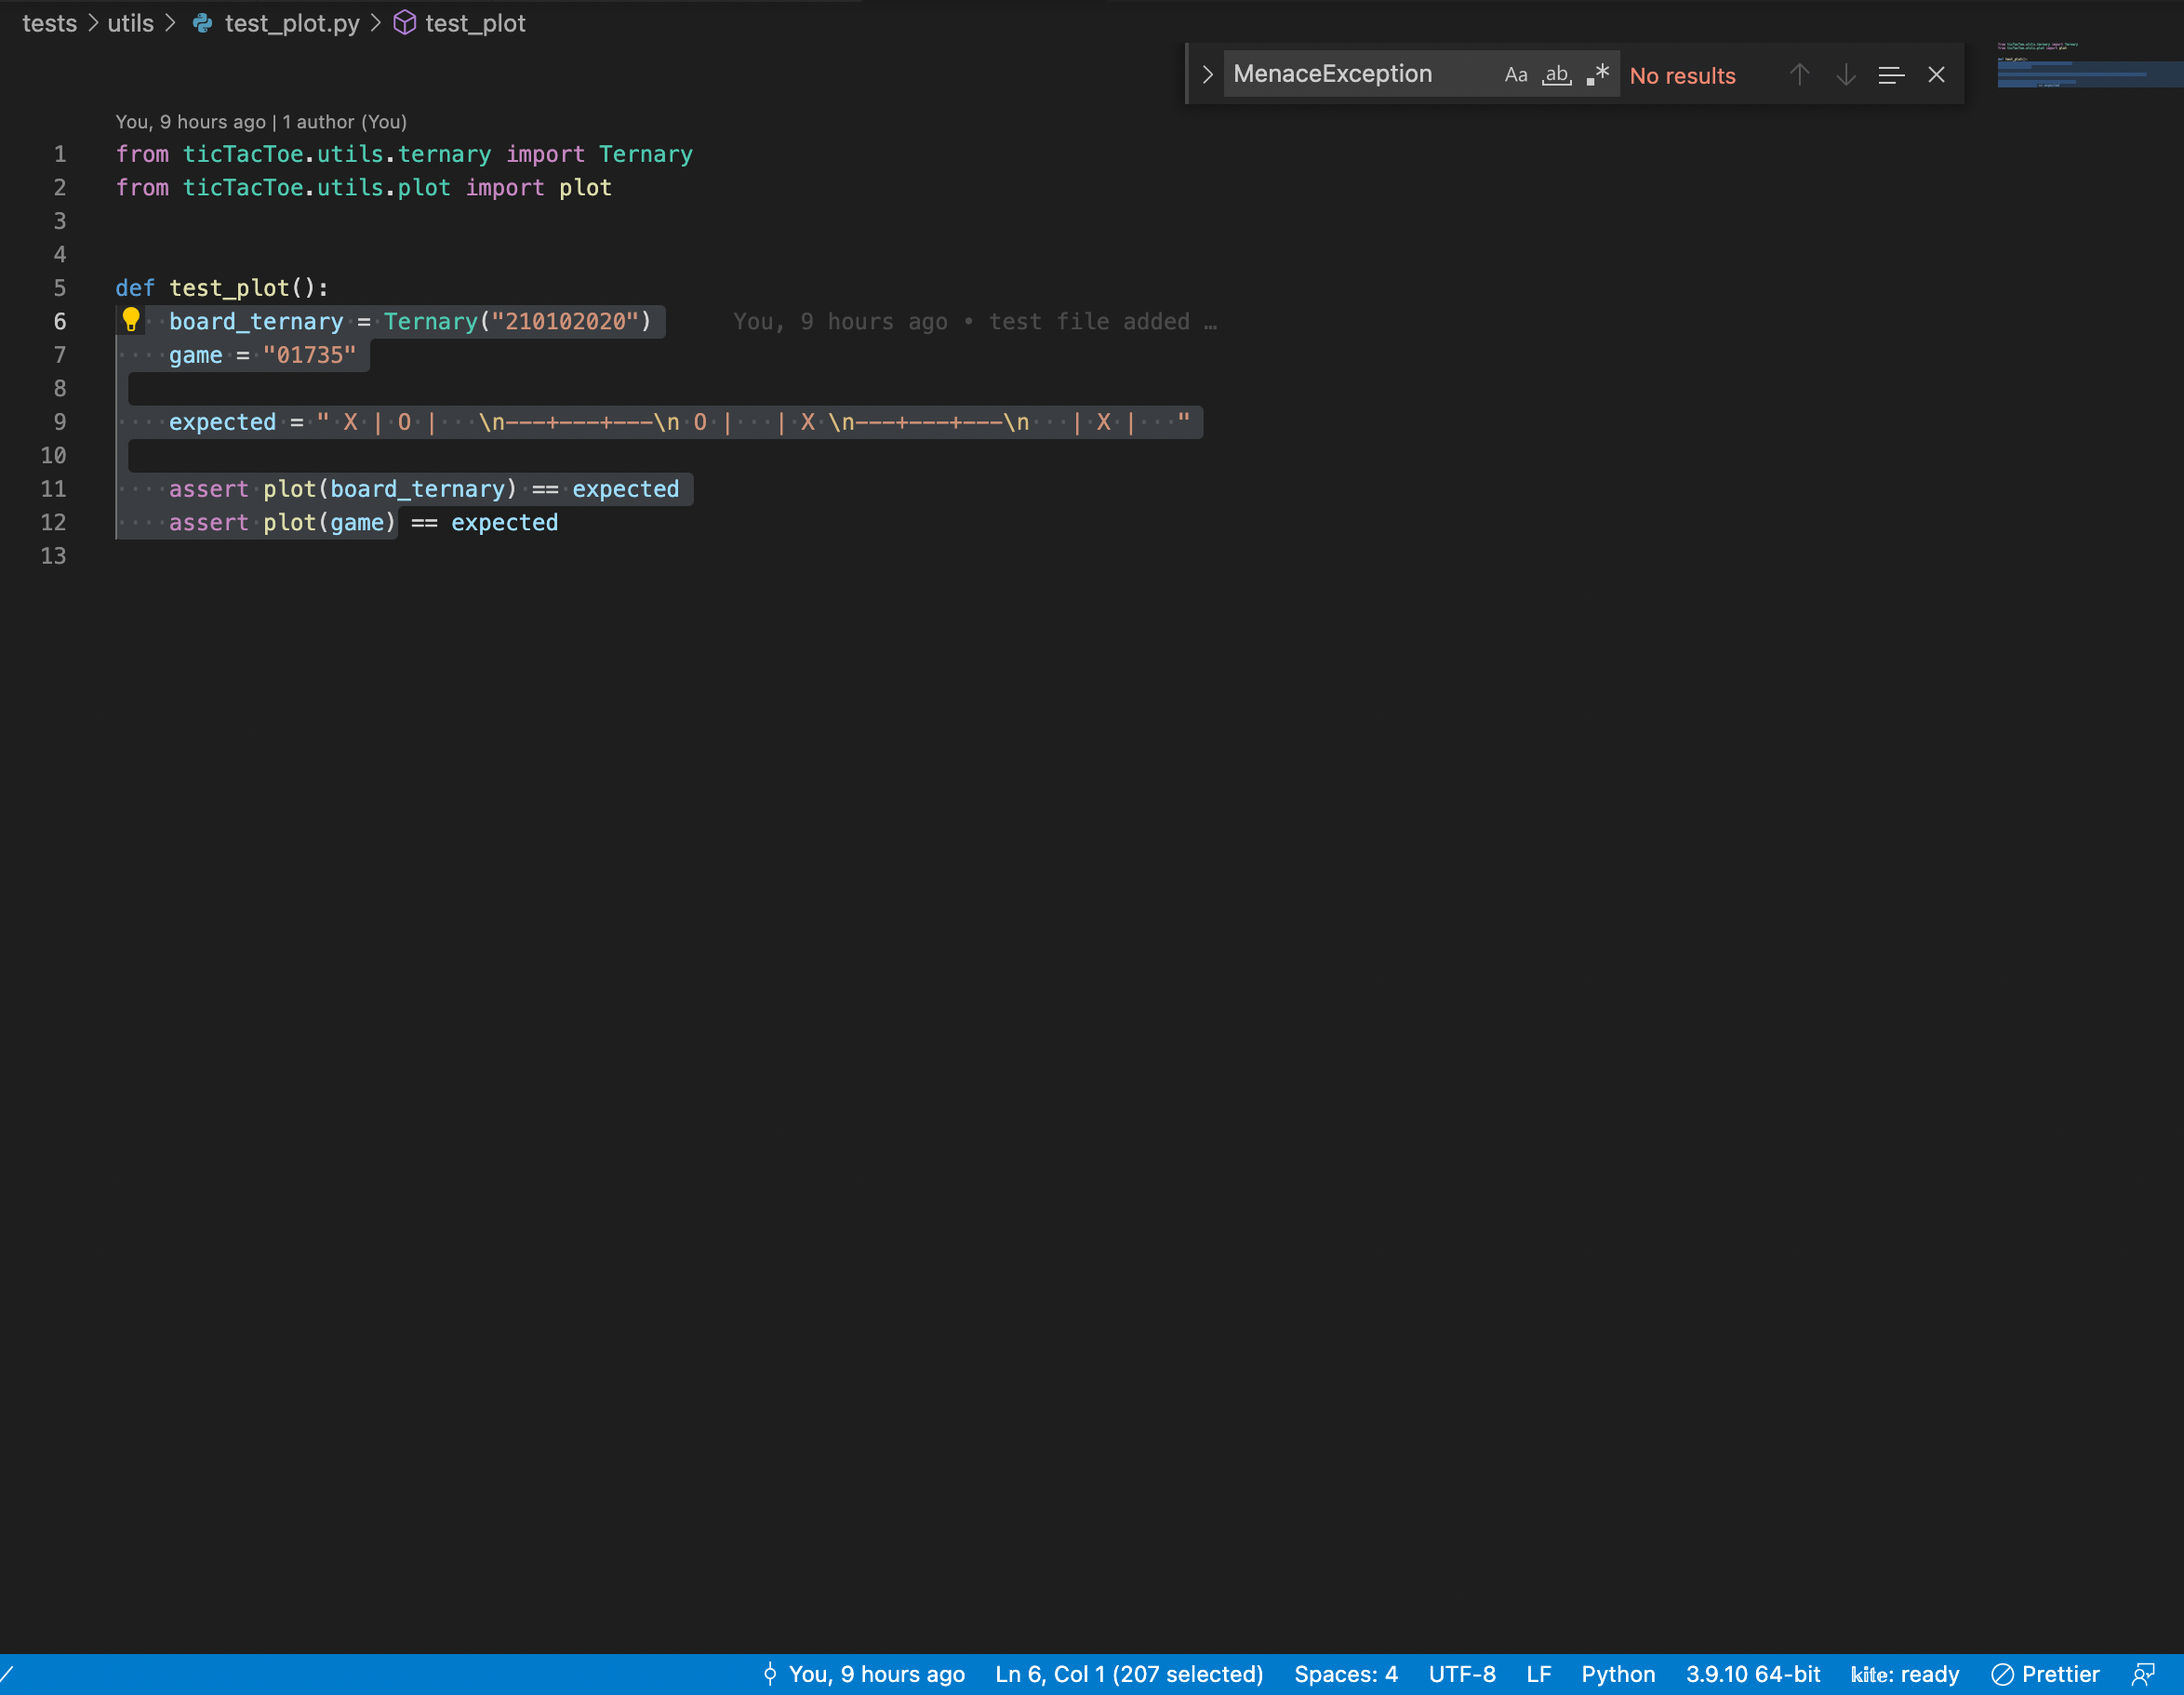 tests > utils > test_plot.py > test_plot
MenaceException Aa ab .* No results
You, 9 hours ago | 1 author (You)
1 from ticTacToe.utils.ternary import Ternary
2 from ticTacToe.utils.plot import plot
3
4
5 def test_plot():
6     board_ternary = Ternary("210102020") You, 9 hours ago • test file added …
7     game = "01735"
8
9     expected = " X | O |   \n---+---+---\n O |   | X \n---+---+---\n   | X |   "
10
11     assert plot(board_ternary) == expected
12     assert plot(game) == expected
13
You, 9 hours ago Ln 6, Col 1 (207 selected) Spaces: 4 UTF-8 LF Python 3.9.10 64-bit kite: ready Prettier